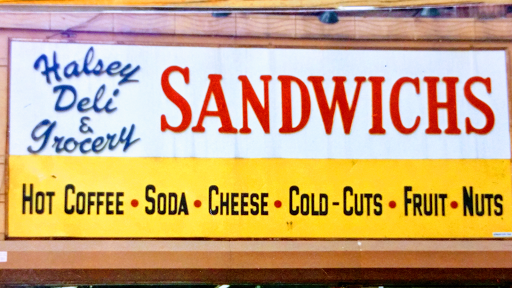 Halsey
Deli
&
Grocery
SANDWICHS
HOT COFFEE • SODA • CHEESE • COLD-CUTS • FRUIT • NUTS